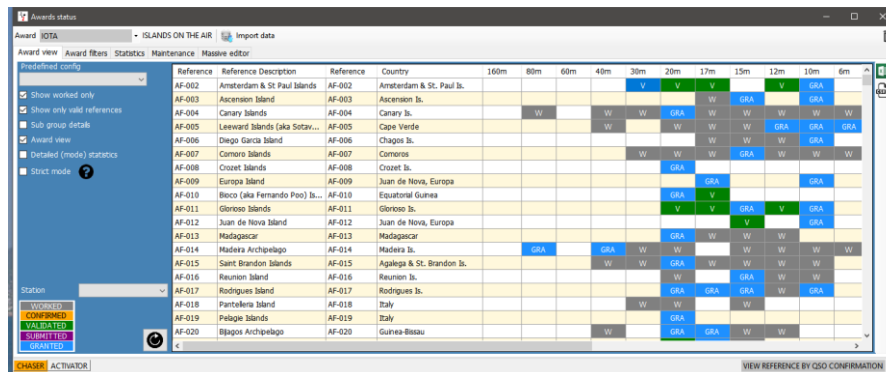 Awards status
Award IOTA ISLANDS ON THE AIR Import data
Award view Award filters Statistics Maintenance Massive editor
Predefined config
Show worked only
Show only valid references
Sub group details
Award view
Detailed (mode) statistics
Strict mode ?
Station
WORKED
CONFIRMED
VALIDATED
SUBMITTED
GRANTED
Reference Reference Description Reference Country 160m 80m 60m 40m 30m 20m 17m 15m 12m 10m 6m
AF-002 Amsterdam & St Paul Islands AF-002 Amsterdam & St. Paul Is. V V V V GRA
AF-003 Ascension Island AF-003 Ascension Is. W GRA GRA
AF-004 Canary Islands AF-004 Canary Is. W W W GRA W W W W W
AF-005 Leeward Islands (aka Sotav... AF-005 Cape Verde W W W W GRA GRA GRA
AF-006 Diego Garcia Island AF-006 Chagos Is. W W W GRA
AF-007 Comoro Islands AF-007 Comoros W W W GRA W W W
AF-008 Crozet Islands AF-008 Crozet Is. GRA
AF-009 Europa Island AF-009 Juan de Nova, Europa GRA GRA
AF-010 Bioco (aka Fernando Poo) Is... AF-010 Equatorial Guinea GRA V
AF-011 Glorioso Islands AF-011 Glorioso Is. V V GRA V GRA
AF-012 Juan de Nova Island AF-012 Juan de Nova, Europa V GRA
AF-013 Madagascar AF-013 Madagascar GRA W W W
AF-014 Madeira Archipelago AF-014 Madeira Is. GRA GRA W W W W W W
AF-015 Saint Brandon Islands AF-015 Agalega & St. Brandon Is. W W GRA W W W W
AF-016 Reunion Island AF-016 Reunion Is. W GRA W W
AF-017 Rodrigues Island AF-017 Rodrigues Is. GRA GRA GRA W GRA
AF-018 Pantelleria Island AF-018 Italy W W W
AF-019 Pelagie Islands AF-019 Italy GRA
AF-020 Bijagos Archipelago AF-020 Guinea-Bissau W GRA GRA W W
CHASER ACTIVATOR VIEW REFERENCE BY QSO CONFIRMATION